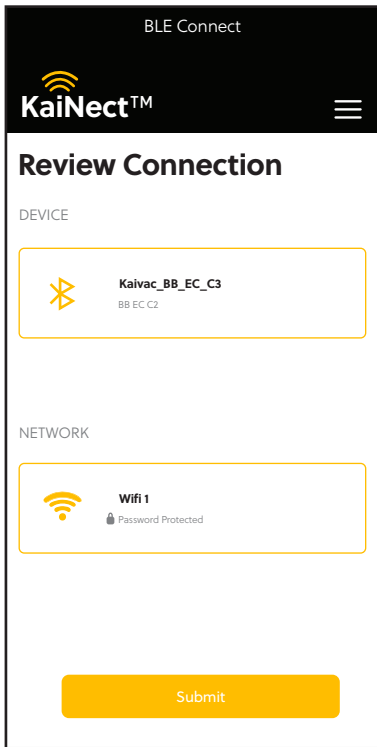 BLE Connect
KaiNect™
Review Connection
DEVICE
Kaivac_BB_EC_C3
BB EC C2
NETWORK
Wifi 1
Password Protected
Submit